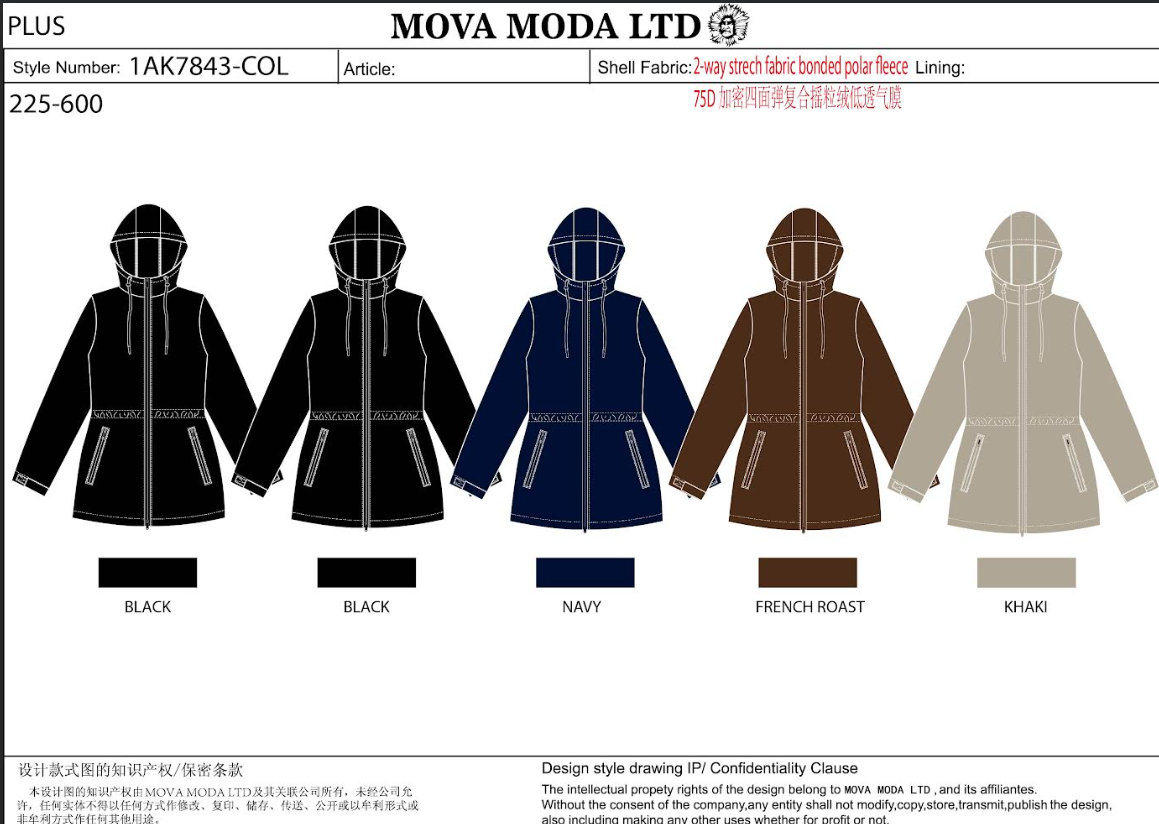 PLUS
MOVA MODA LTD
Style Number: 1AK7843-COL
Article:
Shell Fabric:2-way strech fabric bonded polar fleece Lining:
225-600
75D 加密四面弹复合摇粒绒低透气膜
BLACK
BLACK
NAVY
FRENCH ROAST
KHAKI
设计款式图的知识产权/保密条款
本设计图的知识产权由MOVA MODA LTD及其关联公司所有，未经公司允
许，任何实体不得以任何方式作修改、复印、储存、传送、公开或以牟利形式或
非牟利方式作任何其他用途。
Design style drawing IP/ Confidentiality Clause
The intellectual propety rights of the design belong to MOVA MODA LTD , and its affiliantes.
Without the consent of the company,any entity shall not modify,copy,store,transmit,publish the design,
also including making any other uses whether for profit or not.